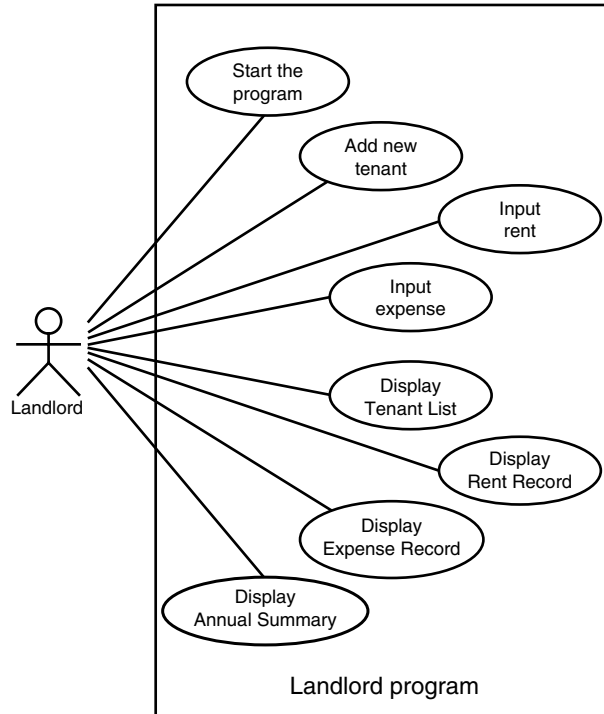 Start the
program
Add new
tenant
Input
rent
Input
expense
Landlord
Display
Tenant List
Display
Rent Record
Display
Expense Record
Display
Annual Summary
Landlord program